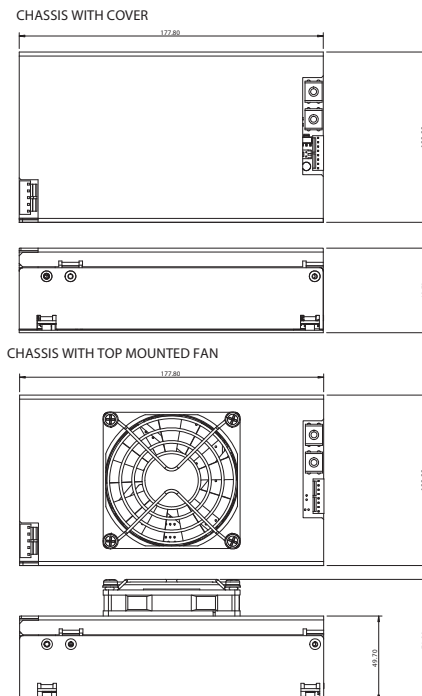 CHASSIS WITH COVER
177.80
CHASSIS WITH TOP MOUNTED FAN
177.80
49.70